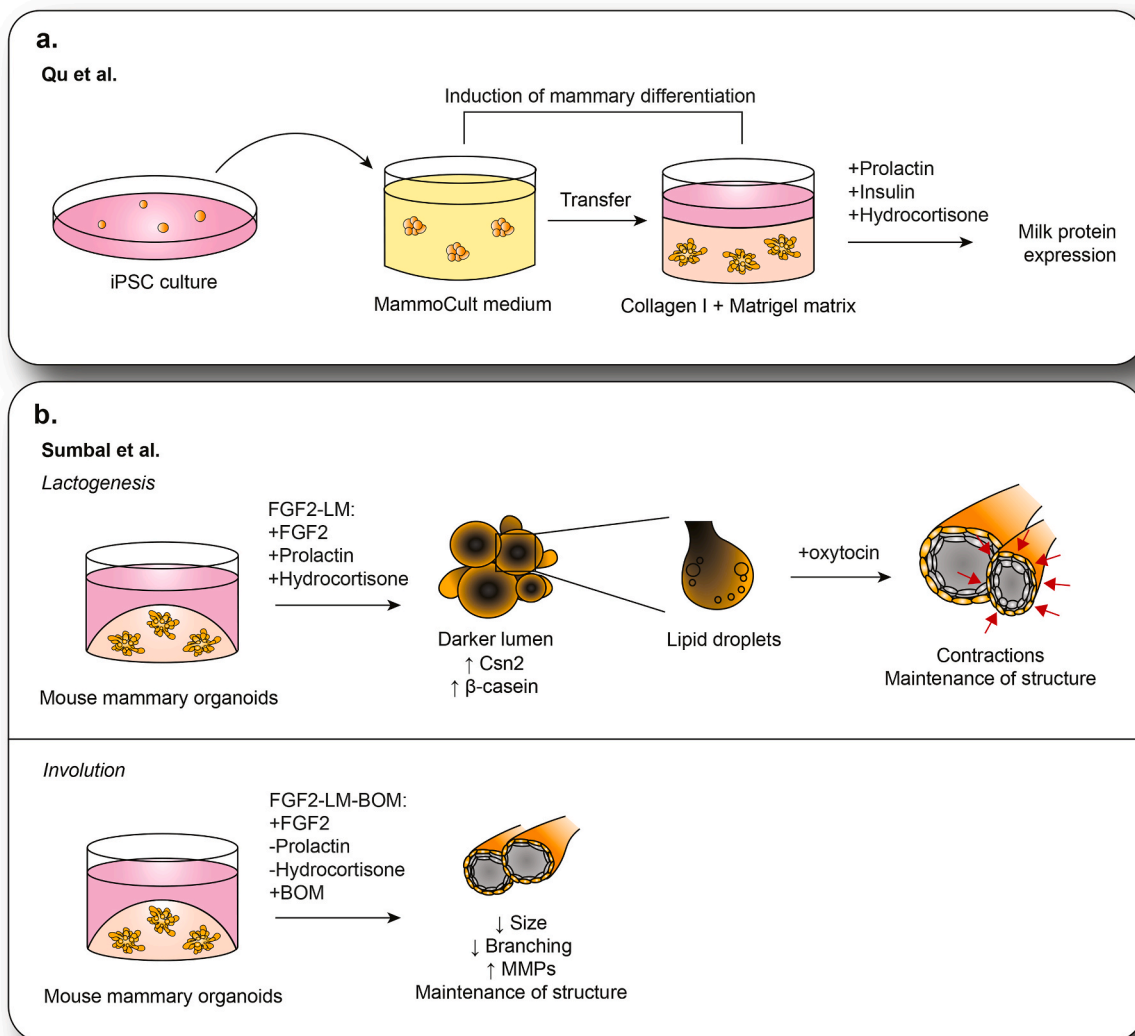 a.
Qu et al.
Induction of mammary differentiation
iPSC culture
MammoCult medium
Transfer
Collagen I + Matrigel matrix
+Prolactin
+Insulin
+Hydrocortisone
Milk protein
expression
b.
Sumbal et al.
Lactogenesis
Mouse mammary organoids
FGF2-LM:
+FGF2
+Prolactin
+Hydrocortisone
Darker lumen
↑ Csn2
↑ β-casein
Lipid droplets
+oxytocin
Contractions
Maintenance of structure
Involution
Mouse mammary organoids
FGF2-LM-BOM:
+FGF2
-Prolactin
-Hydrocortisone
+BOM
↓ Size
↓ Branching
↑ MMPs
Maintenance of structure